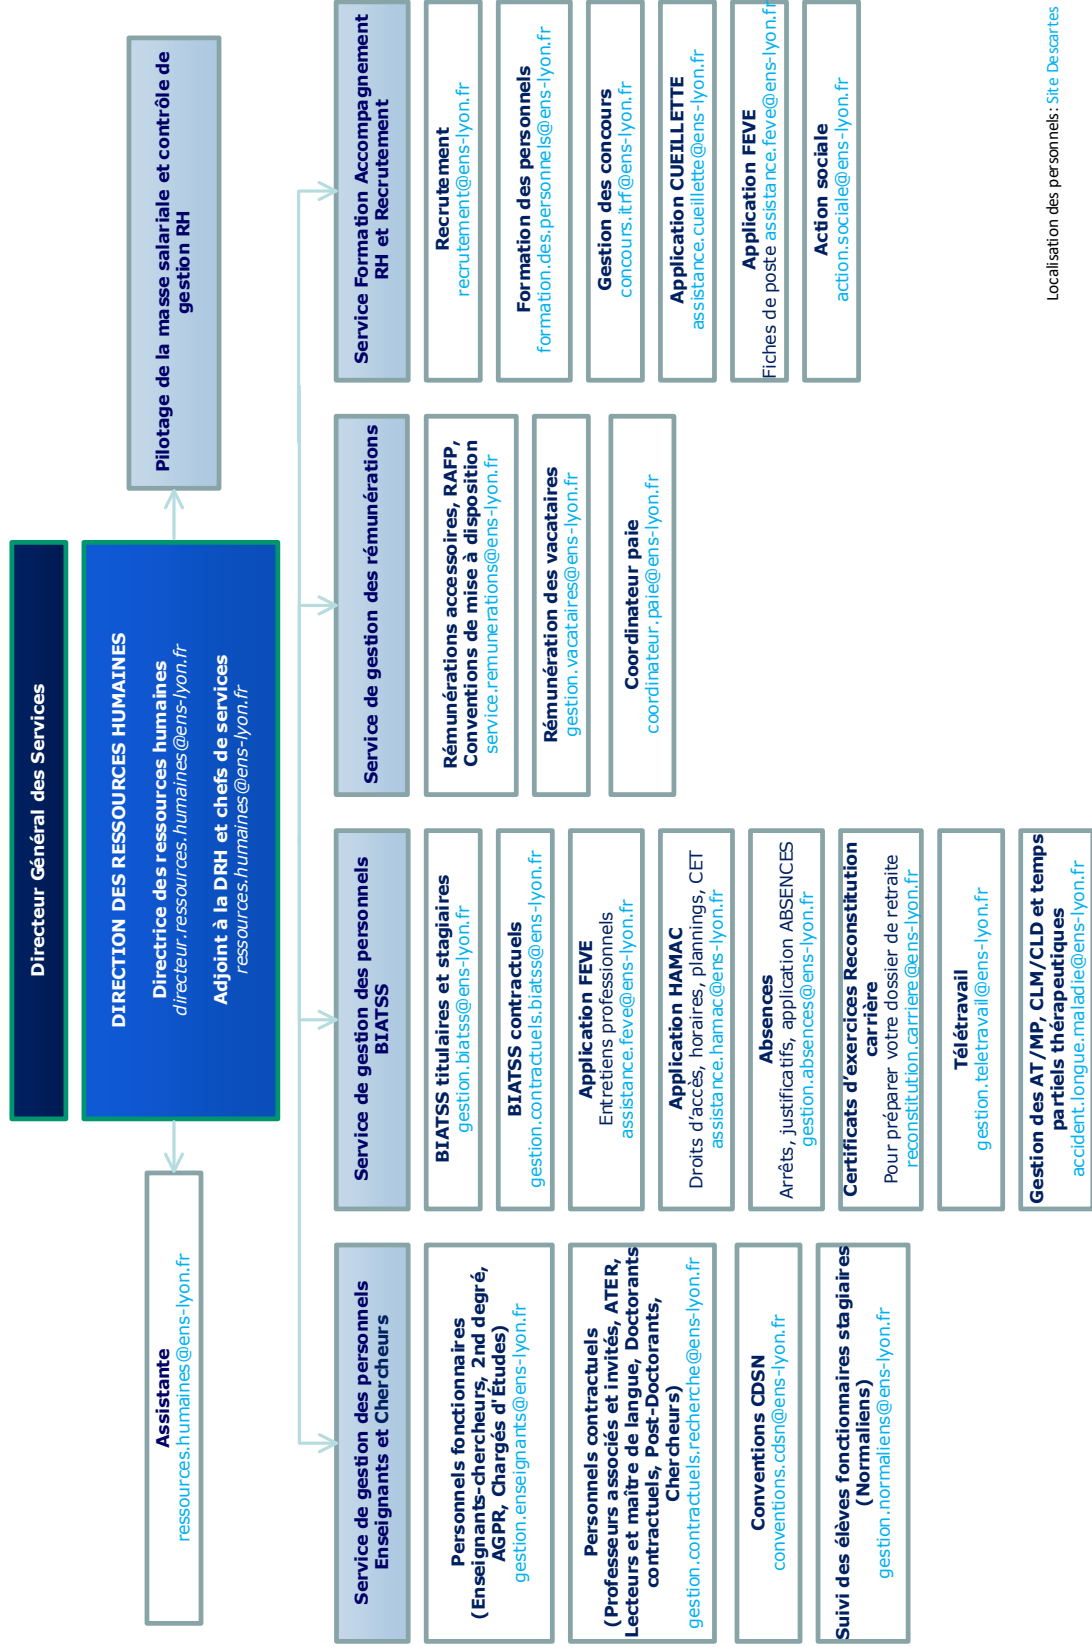 Directeur Général des Services
DIRECTION DES RESSOURCES HUMAINES
Directrice des ressources humaines
directeur.ressources.humaines@ens-lyon.fr
Adjoint à la DRH et chefs de services
ressources.humaines@ens-lyon.fr
Assistante
ressources.humaines@ens-lyon.fr
Pilotage de la masse salariale et contrôle de
gestion RH
Service de gestion des personnels
Enseignants et Chercheurs
Personnels fonctionnaires
(Enseignants-chercheurs, 2nd degré,
AGPR, Chargés d'Études)
gestion.enseignants@ens-lyon.fr
Personnels contractuels
(Professeurs associés et invités, ATER,
Lecteurs et maître de langue, Doctorants
contractuels, Post-Doctorants,
Chercheurs)
gestion.contractuels.recherche@ens-lyon.fr
Conventions CDSN
conventions.cdsn@ens-lyon.fr
Suivi des élèves fonctionnaires stagiaires
(Normaliens)
gestion.normaliens@ens-lyon.fr
Service de gestion des personnels
BIATSS
BIATSS titulaires et stagiaires
gestion.biatss@ens-lyon.fr
BIATSS contractuels
gestion.contractuels.biatss@ens-lyon.fr
Application FEVE
Entretiens professionnels
assistance.feve@ens-lyon.fr
Application HAMAC
Droits d’accès, horaires, plannings, CET
assistance.hamac@ens-lyon.fr
Absences
Arrêts, justificatifs, application ABSENCES
gestion.absences@ens-lyon.fr
Certificats d’exercices Reconstitution
carrière
Pour préparer votre dossier de retraite
reconstitution.carriere@ens-lyon.fr
Télétravail
gestion.teletravail@ens-lyon.fr
Gestion des AT/MP, CLM/CLD et temps
partiels thérapeutiques
accident.longue.maladie@ens-lyon.fr
Service de gestion des rémunérations
Rémunérations accessoires, RAFP,
Conventions de mise à disposition
service.remunerations@ens-lyon.fr
Rémunération des vacataires
gestion.vacataires@ens-lyon.fr
Coordinateur paie
coordinateur.paie@ens-lyon.fr
Service Formation Accompagnement
RH et Recrutement
Recrutement
recrutement@ens-lyon.fr
Formation des personnels
formation.des.personnels@ens-lyon.fr
Gestion des concours
concours.itrf@ens-lyon.fr
Application CUEILLETTE
assistance.cueillette@ens-lyon.fr
Application FEVE
Fiches de poste assistance.feve@ens-lyon.fr
Action sociale
action.sociale@ens-lyon.fr
Localisation des personnels: Site Descartes